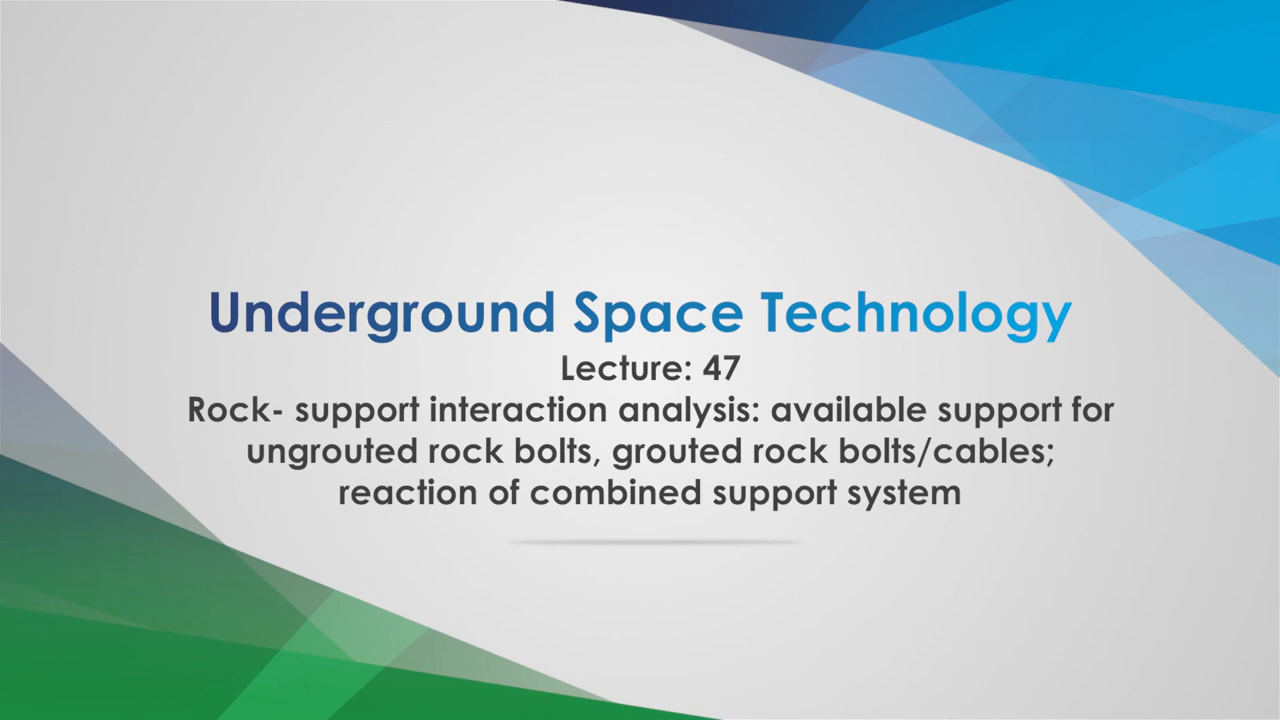 Underground Space Technology
Lecture: 47
Rock- support interaction analysis: available support for
ungrouted rock bolts, grouted rock bolts/cables;
reaction of combined support system